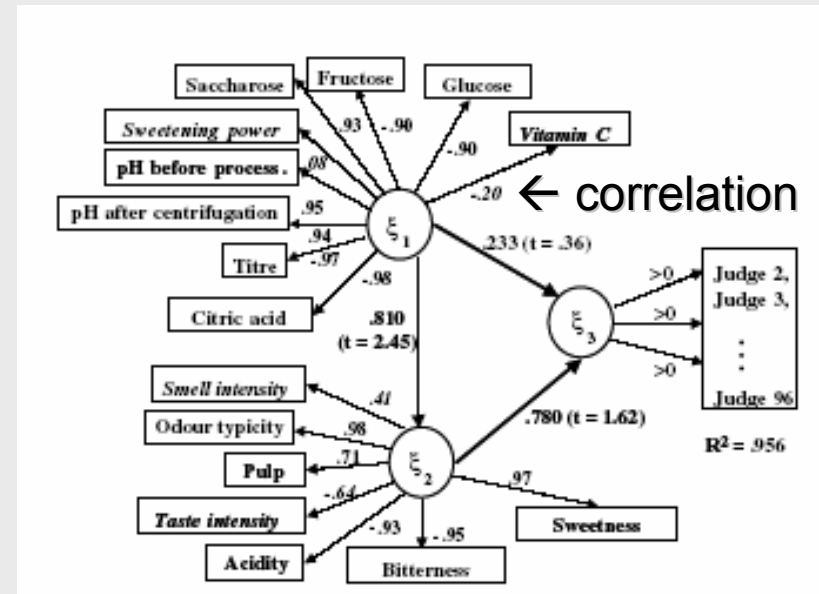 Saccharose
Fructose
Glucose
Sweetening power
.93
-.90
-.90
Vitamin C
pH before process.
.08
-.20
← correlation
pH after centrifugation
.95
ξ1
.233 (t = .36)
.94
Titre
-.97
-.98
Citric acid
.810
(t = 2.45)
ξ3
>0
>0
>0
Judge 2,
Judge 3,
⋮
Judge 96
Smell intensity
.41
.780 (t = 1.62)
R² = .956
Odour typicity
.98
Pulp
.71
ξ2
Taste intensity
-.64
.97
Sweetness
Acidity
-.93
-.95
Bitterness